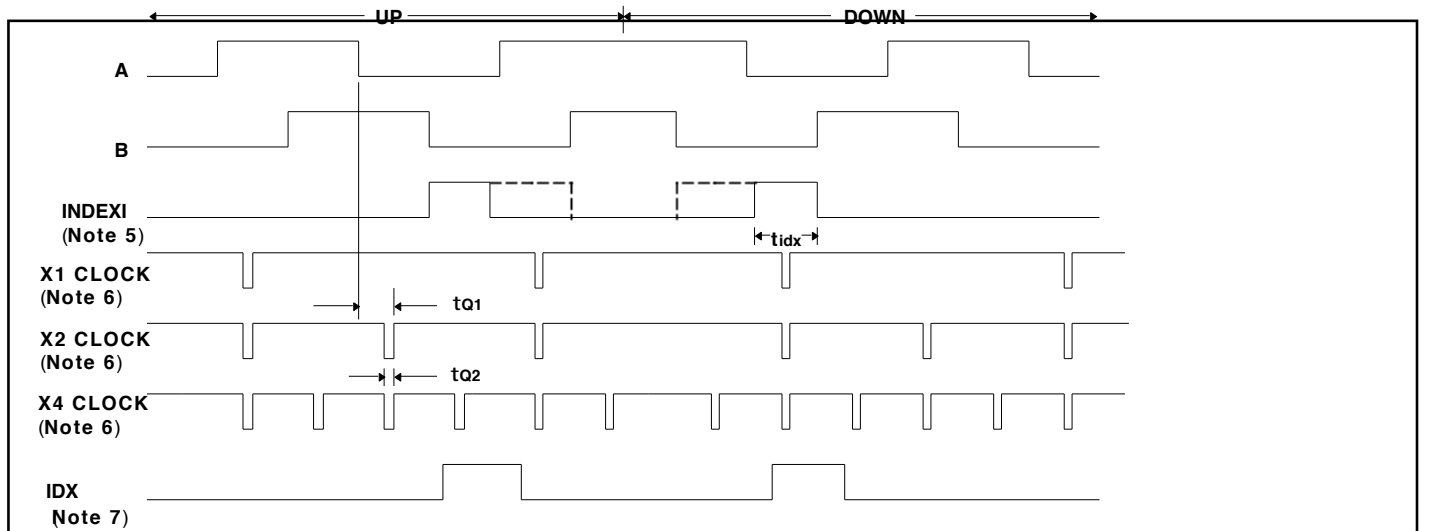 UP DOWN
A
B
INDEXI
(Note 5)
tidx
X1 CLOCK
(Note 6)
tQ1
X2 CLOCK
(Note 6)
tQ2
X4 CLOCK
(Note 6)
IDX
(Note 7)